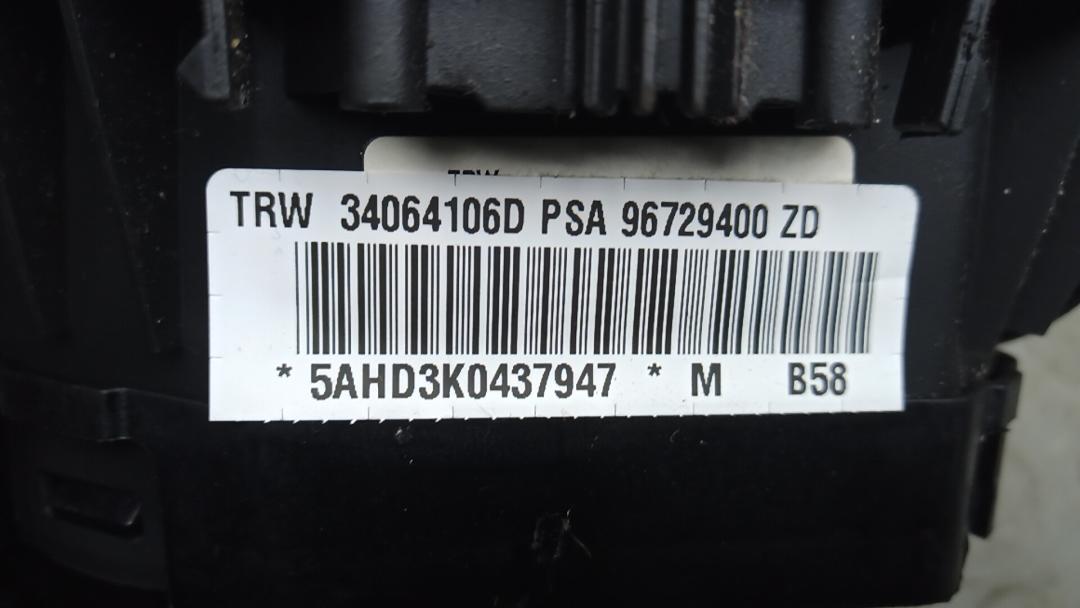 TRW 34064106D PSA 96729400 ZD
* 5AHD3K0437947 * M B58